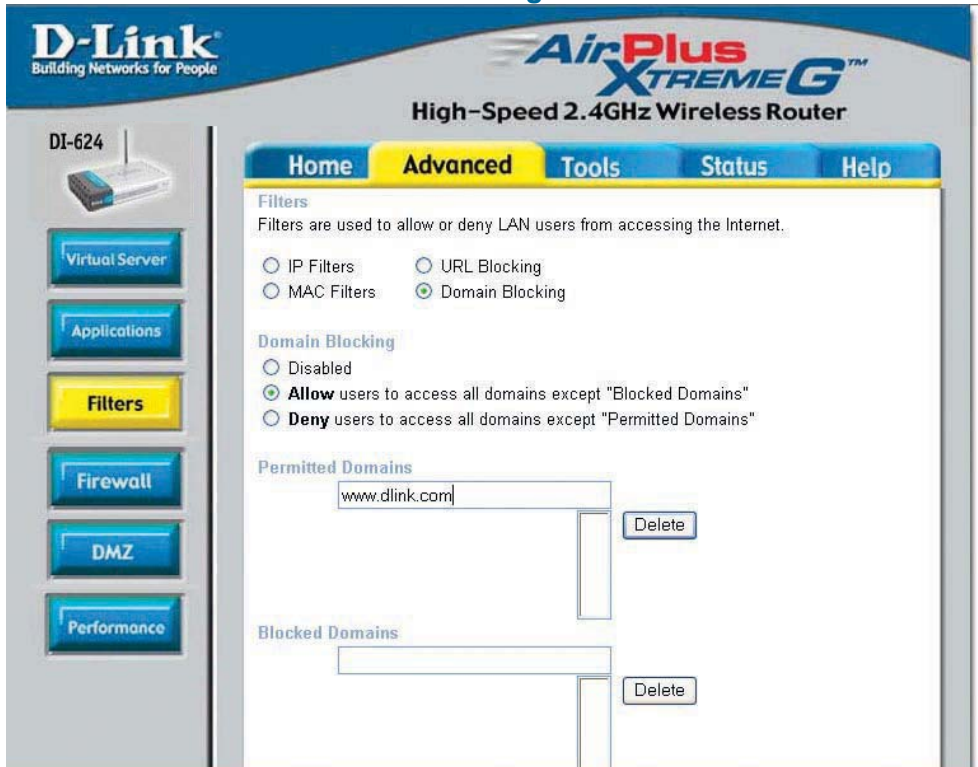 D-Link
Building Networks for People
AirPlus
XTREME G™
High-Speed 2.4GHz Wireless Router
DI-624
Home Advanced Tools Status Help
Virtual Server
Applications
Filters
Firewall
DMZ
Performance
Filters
Filters are used to allow or deny LAN users from accessing the Internet.
IP Filters URL Blocking
MAC Filters Domain Blocking
Domain Blocking
Disabled
Allow users to access all domains except "Blocked Domains"
Deny users to access all domains except "Permitted Domains"
Permitted Domains
www.dlink.com
Delete
Blocked Domains
Delete